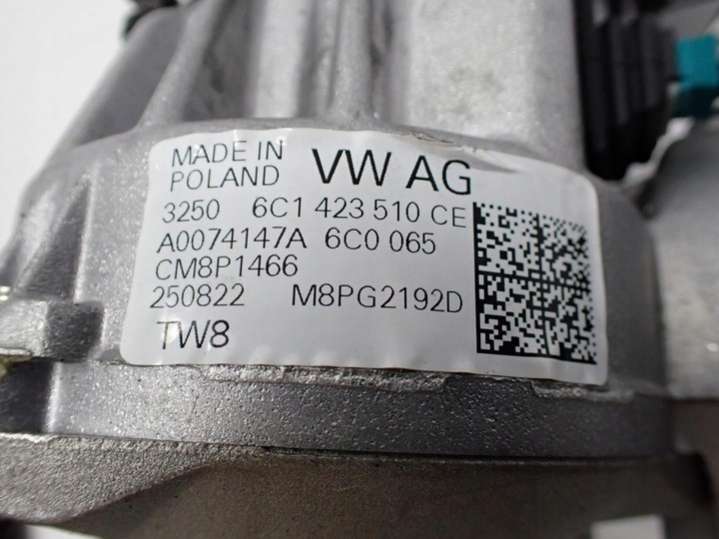 MADE IN
POLAND VW AG
3250 6C1 423 510 CE
A0074147A 6C0 065
CM8P1466
250822 M8PG2192D
TW8